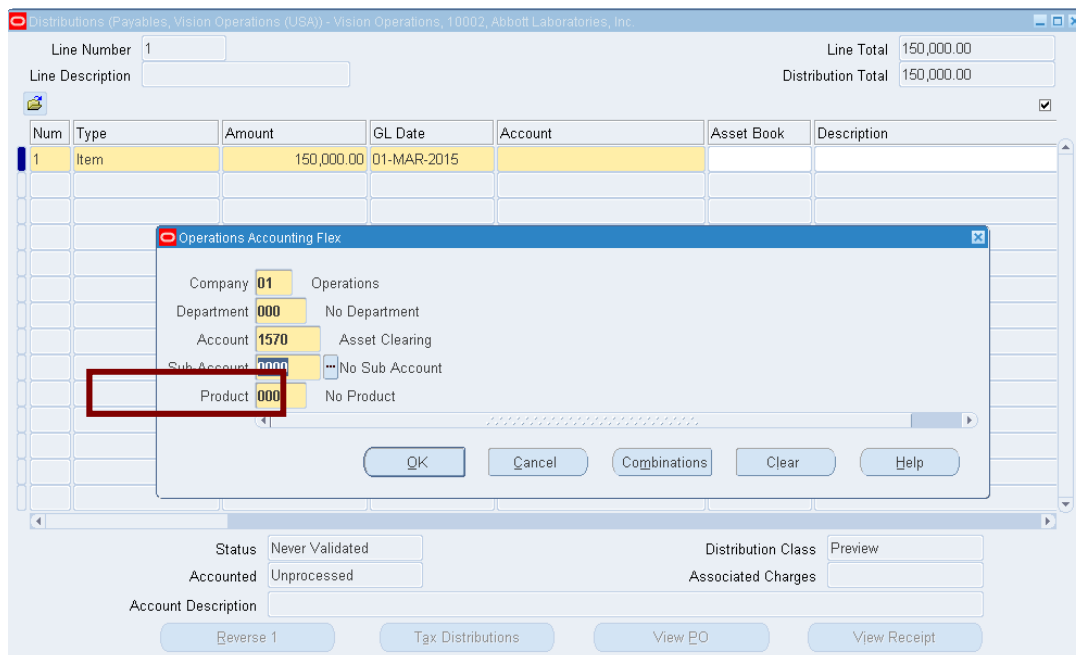 Distributions (Payables, Vision Operations (USA)) - Vision Operations, 10002, Abbott Laboratories, Inc.
Line Number 1 Line Total 150,000.00
Line Description Distribution Total 150,000.00
Num Type Amount GL Date Account Asset Book Description
1 Item 150,000.00 01-MAR-2015
Operations Accounting Flex
Company 01 Operations
Department 000 No Department
Account 1570 Asset Clearing
Sub-Account 0000 ... No Sub Account
Product 000 No Product
OK Cancel Combinations Clear Help
Status Never Validated Distribution Class Preview
Accounted Unprocessed Associated Charges
Account Description
Reverse 1 Tax Distributions View PO View Receipt